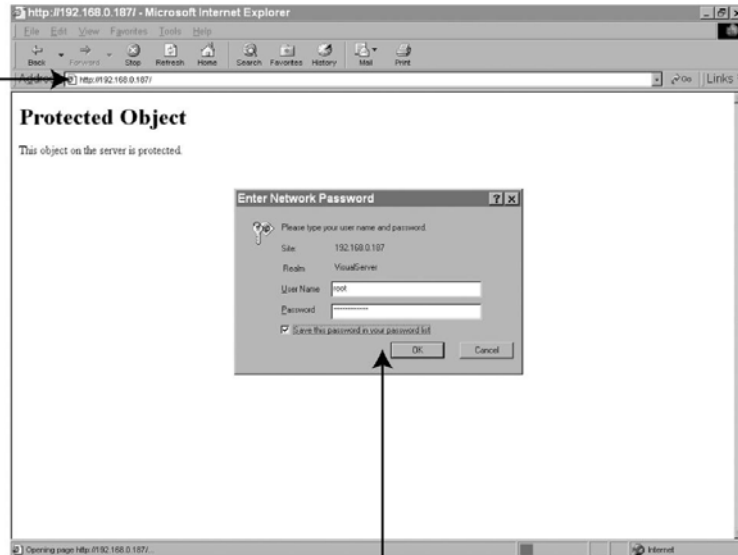 http://192.168.0.187/ - Microsoft Internet Explorer
File Edit View Favorites Tools Help
Back Forward Stop Refresh Home Search Favorites History Mail Print
Address http://192.168.0.187/ Go Links
Protected Object
This object on the server is protected.
Enter Network Password
Please type your user name and password.
Site: 192.168.0.187
Realm VisualServer
User Name root
Password *************
Save this password in your password list
OK Cancel
Opening page http://192.168.0.187/... Internet